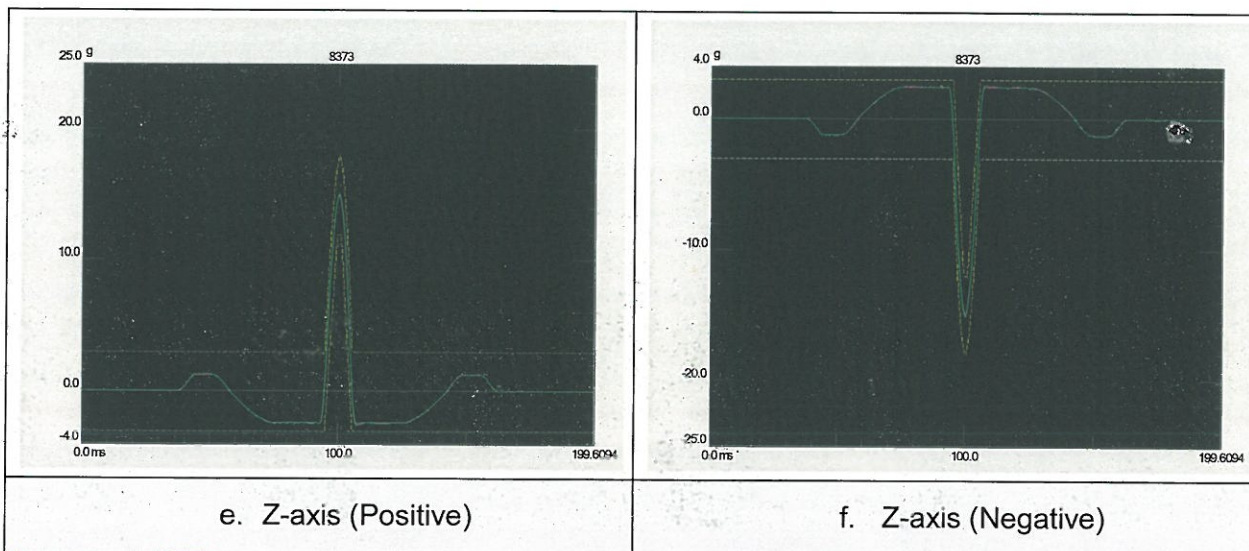 25.0 g
8373
20.0
10.0
0.0
-4.0
0.0 ms
100.0
199.6094
e. Z-axis (Positive)
4.0 g
8373
0.0
-10.0
-20.0
-25.0
0.0 ms
100.0
199.6094
f. Z-axis (Negative)